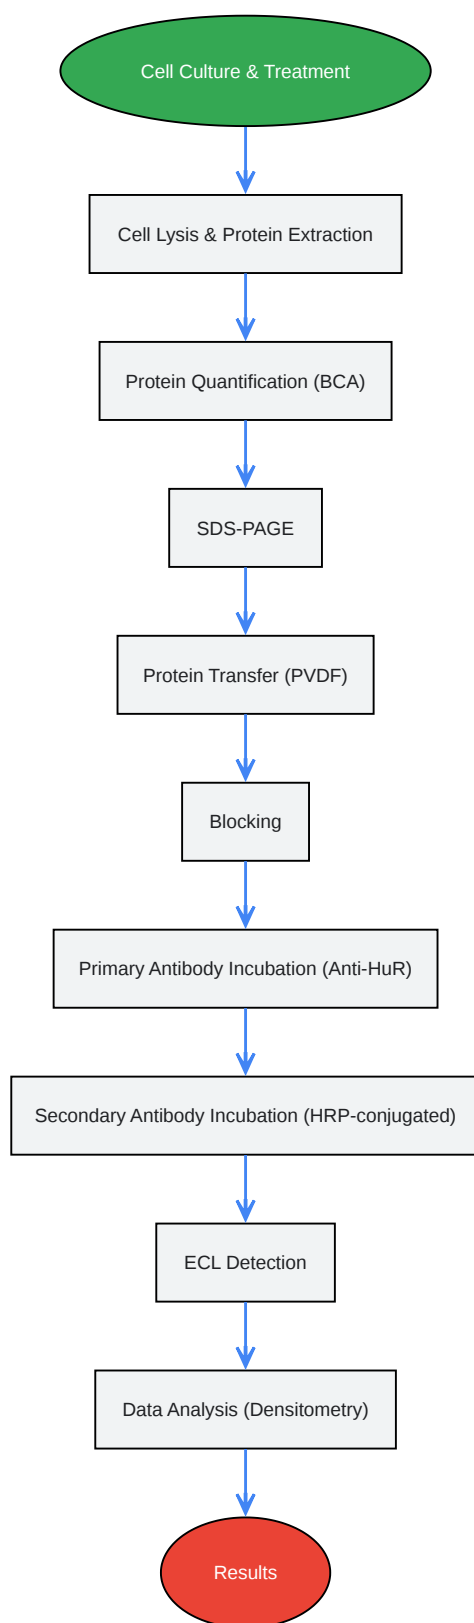 Cell Culture & Treatment
Cell Lysis & Protein Extraction
Protein Quantification (BCA)
SDS-PAGE
Protein Transfer (PVDF)
Blocking
Primary Antibody Incubation (Anti-HuR)
Secondary Antibody Incubation (HRP-conjugated)
ECL Detection
Data Analysis (Densitometry)
Results